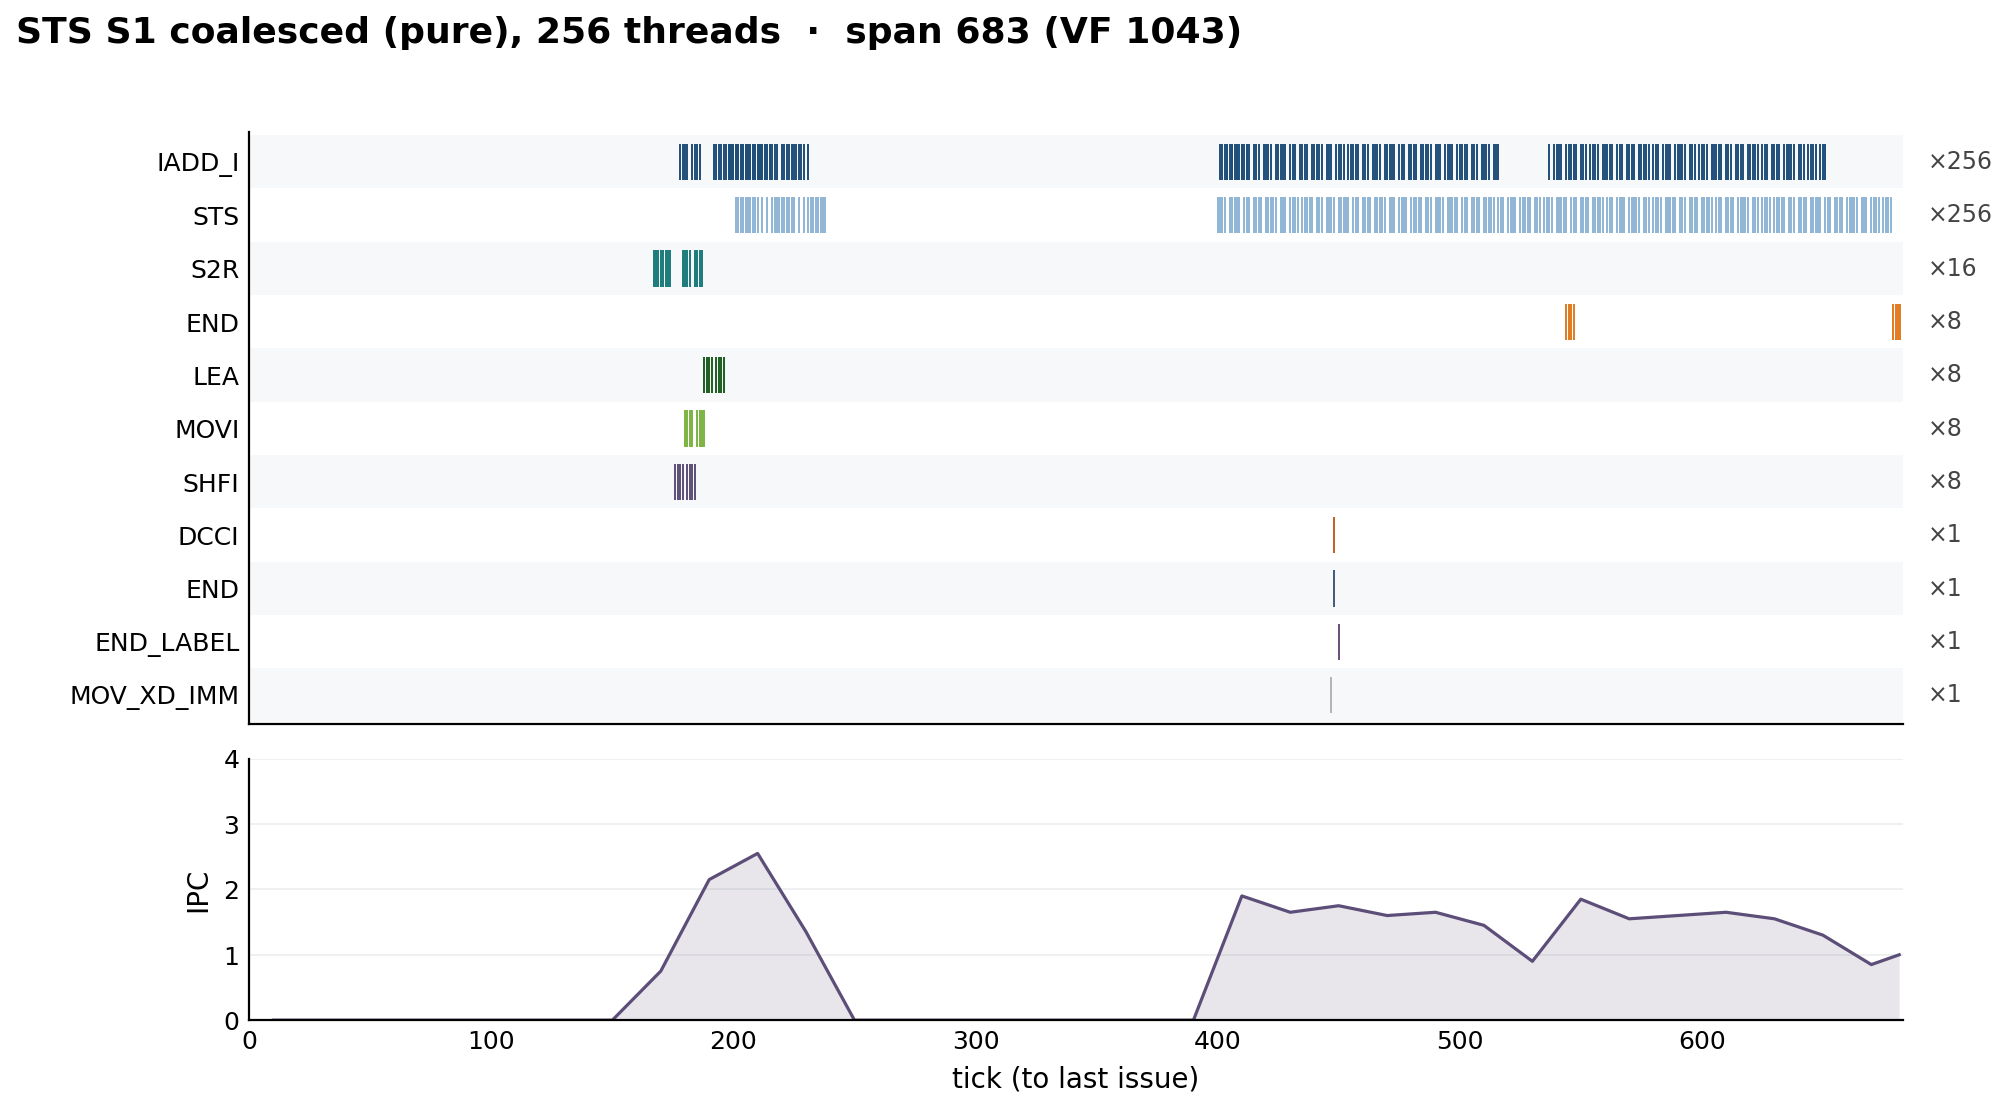 STS S1 coalesced (pure), 256 threads · span 683 (VF 1043)
IADD_I ×256
STS ×256
S2R ×16
END ×8
LEA ×8
MOVI ×8
SHFI ×8
DCCI ×1
END ×1
END_LABEL ×1
MOV_XD_IMM ×1
4
3
2
1
0
IPC
0 100 200 300 400 500 600
tick (to last issue)